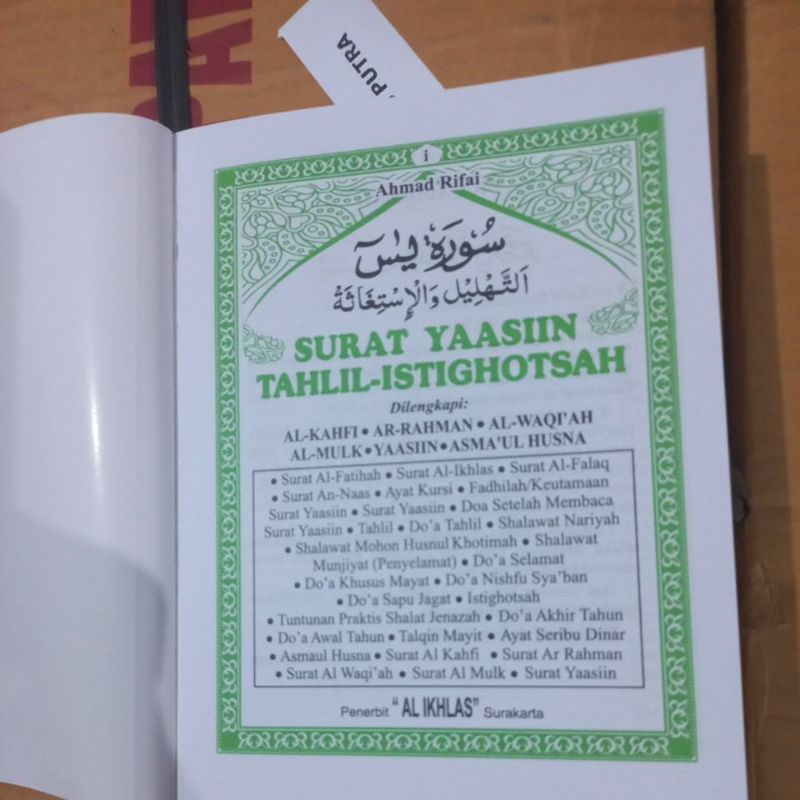 PAT
PUTRA
i
Ahmad Rifai
سُوْرَةُ يٰسٓ
اَلتَّهْلِيْل وَالْإِسْتِغَاثَةُ
SURAT YAASIIN
TAHLIL-ISTIGHOTSAH
Dilengkapi:
AL-KAHFI • AR-RAHMAN • AL-WAQI'AH
AL-MULK • YAASIIN • ASMA'UL HUSNA
• Surat Al-Fatihah • Surat Al-Ikhlas • Surat Al-Falaq
• Surat An-Naas • Ayat Kursi • Fadhilah/Keutamaan
Surat Yaasiin • Surat Yaasiin • Doa Setelah Membaca
Surat Yaasiin • Tahlil • Do'a Tahlil • Shalawat Nariyah
• Shalawat Mohon Husnul Khotimah • Shalawat
Munjiyat (Penyelamat) • Do'a Selamat
• Do'a Khusus Mayat • Do'a Nishfu Sya'ban
• Do'a Sapu Jagat • Istighotsah
• Tuntunan Praktis Shalat Jenazah • Do'a Akhir Tahun
• Do'a Awal Tahun • Talqin Mayit • Ayat Seribu Dinar
• Asmaul Husna • Surat Al Kahfi • Surat Ar Rahman
• Surat Al Waqi'ah • Surat Al Mulk • Surat Yaasiin
Penerbit "AL IKHLAS" Surakarta